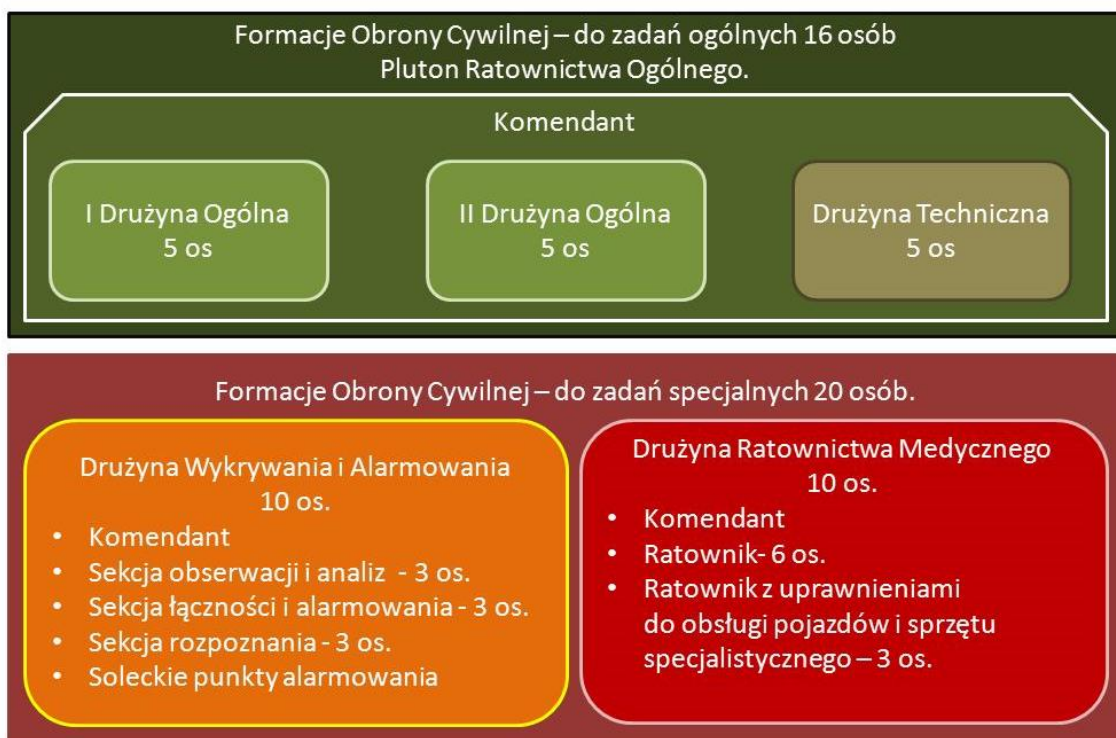 Formacje Obrony Cywilnej – do zadań ogólnych 16 osób
Pluton Ratownictwa Ogólnego.
Komendant
I Drużyna Ogólna
5 os
II Drużyna Ogólna
5 os
Drużyna Techniczna
5 os
Formacje Obrony Cywilnej – do zadań specjalnych 20 osób.
Drużyna Wykrywania i Alarmowania
10 os.
• Komendant
• Sekcja obserwacji i analiz - 3 os.
• Sekcja łączności i alarmowania - 3 os.
• Sekcja rozpoznania - 3 os.
• Soleckie punkty alarmowania
Drużyna Ratownictwa Medycznego
10 os.
• Komendant
• Ratownik- 6 os.
• Ratownik z uprawnieniami
do obsługi pojazdów i sprzętu
specjalistycznego – 3 os.